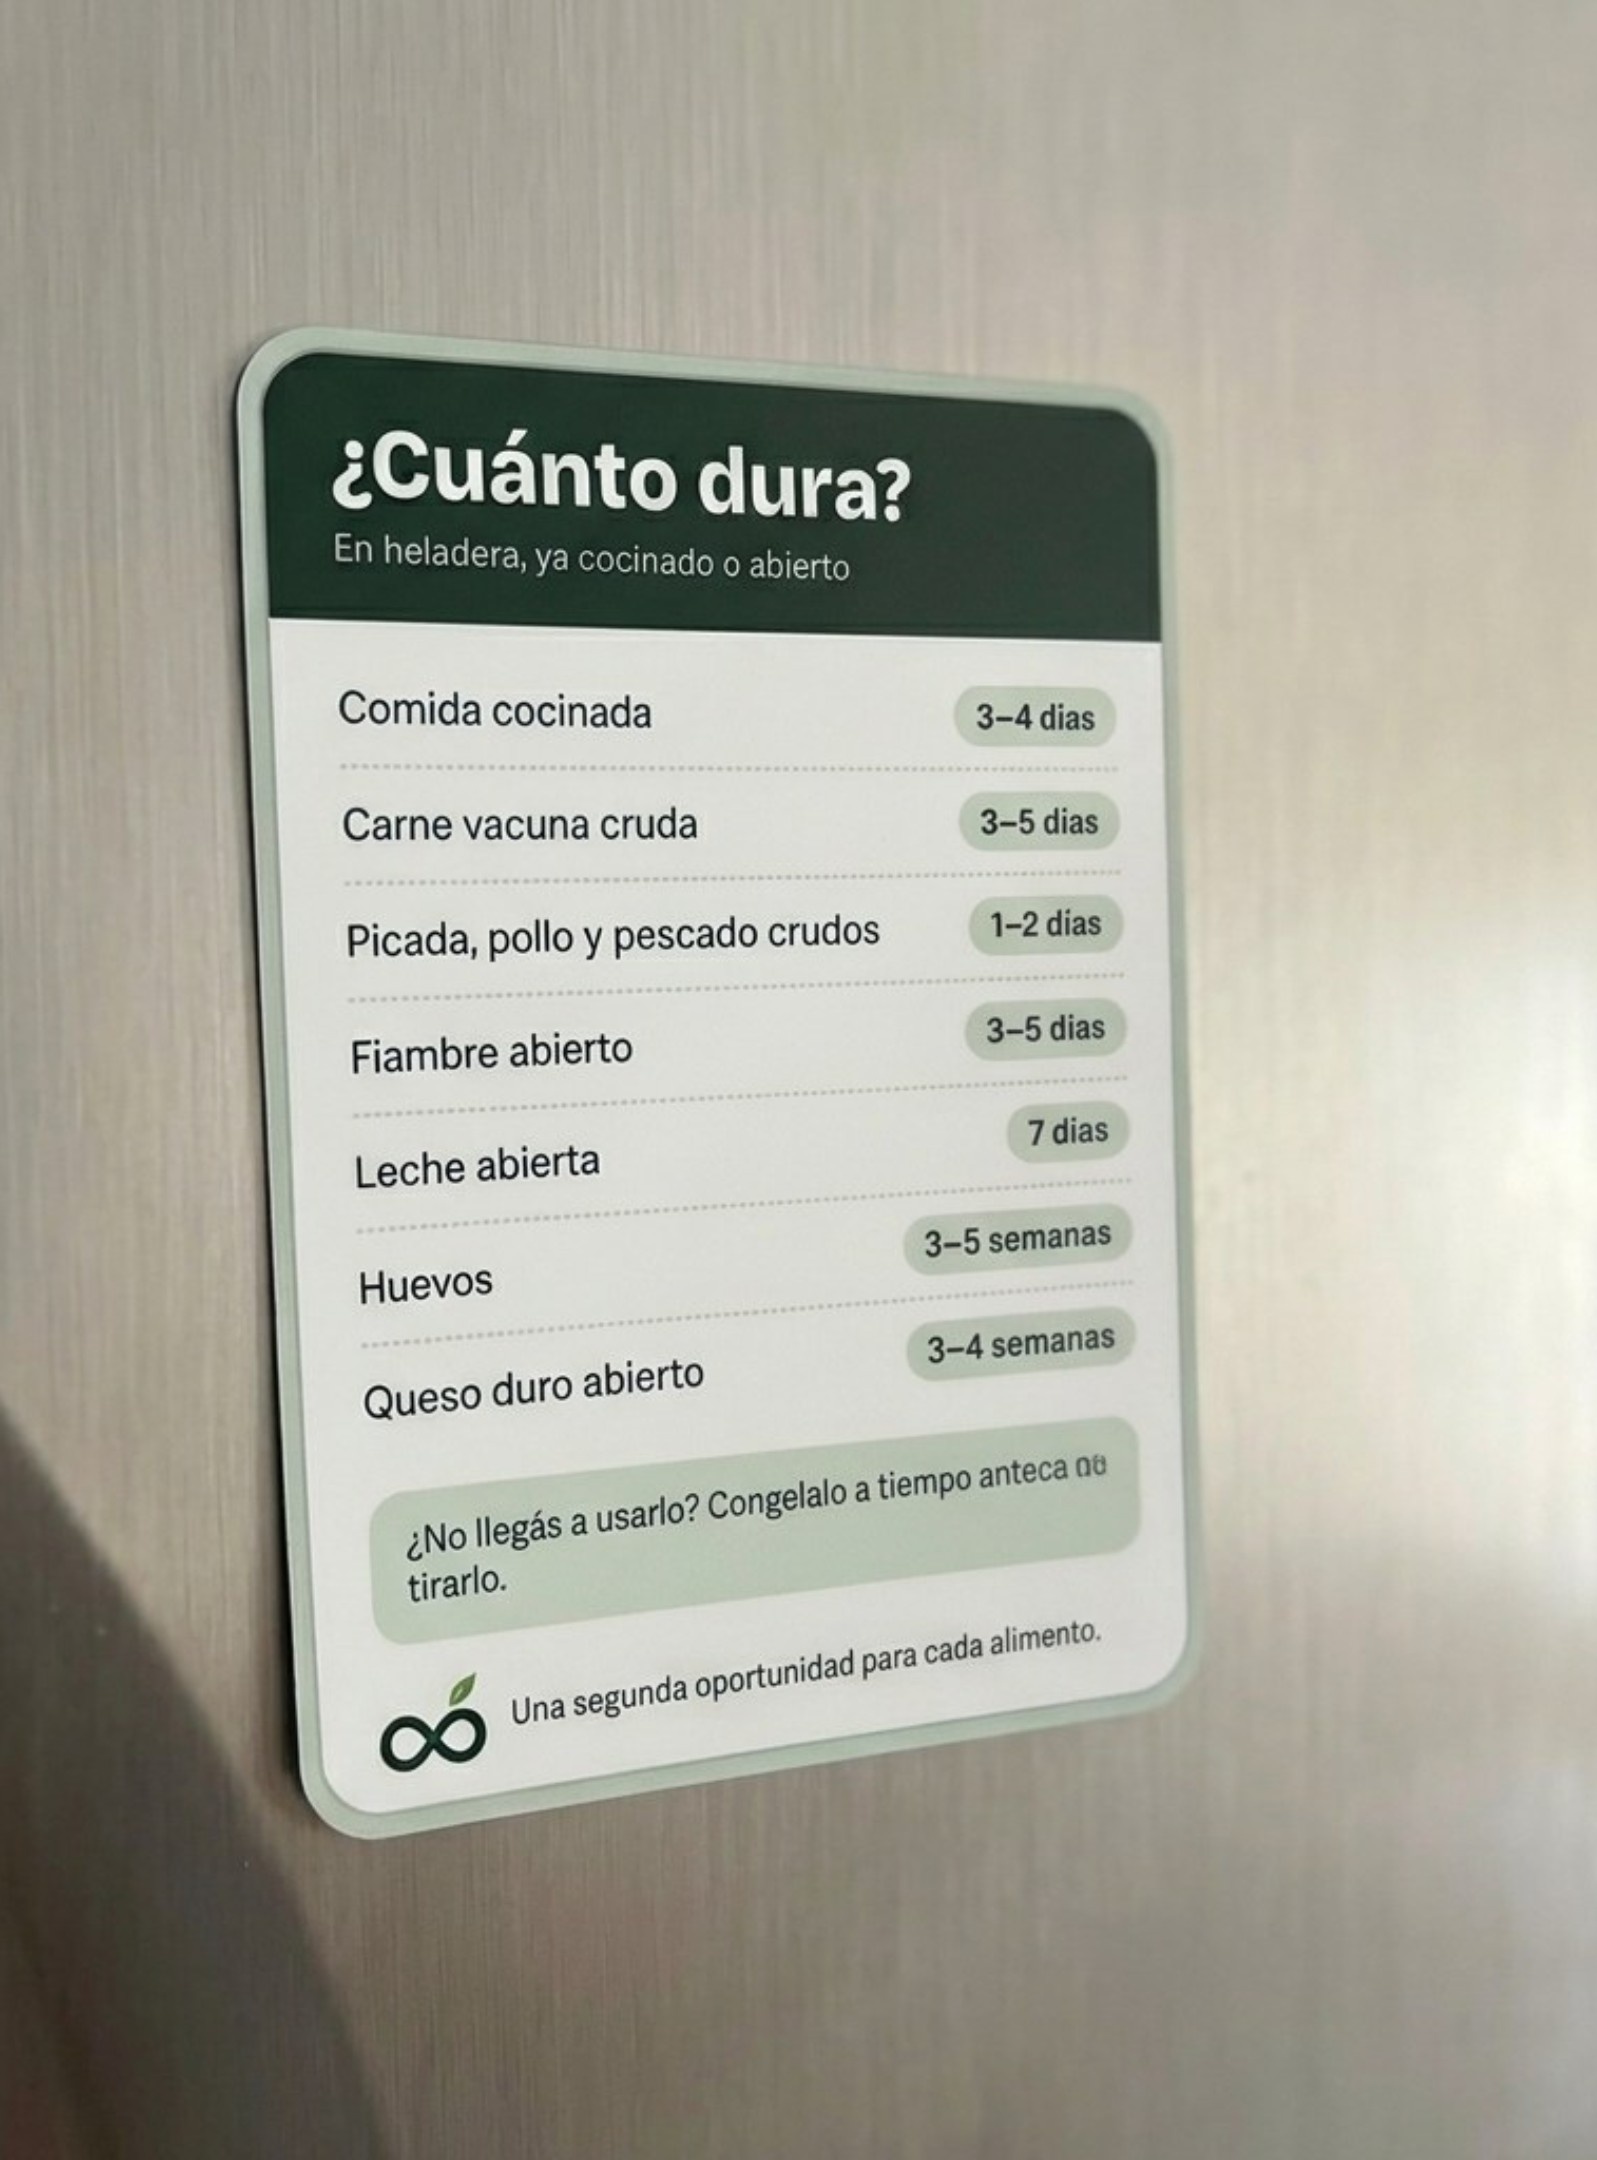 ¿Cuánto dura?
En heladera, ya cocinado o abierto
Comida cocinada 3–4 dias
Carne vacuna cruda 3–5 dias
Picada, pollo y pescado crudos 1–2 dias
Fiambre abierto 3–5 dias
Leche abierta 7 dias
Huevos 3–5 semanas
Queso duro abierto 3–4 semanas
¿No llegás a usarlo? Congelalo a tiempo anteca
tirarlo.
Una segunda oportunidad para cada alimento.